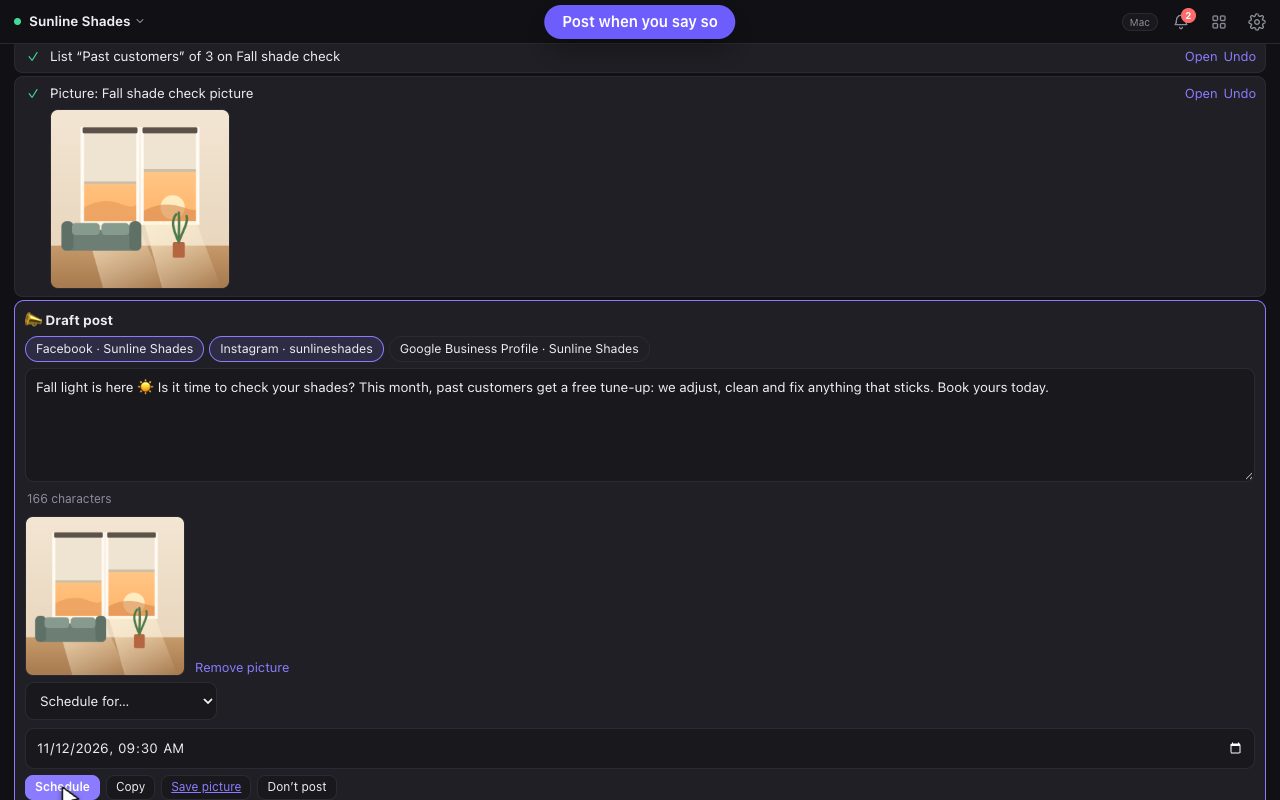 Sunline Shades
Post when you say so
Mac
2
List “Past customers” of 3 on Fall shade check
Open Undo
Picture: Fall shade check picture
Open Undo
Draft post
Facebook · Sunline Shades
Instagram · sunlineshades
Google Business Profile · Sunline Shades
Fall light is here ☀️ Is it time to check your shades? This month, past customers get a free tune-up: we adjust, clean and fix anything that sticks. Book yours today.
166 characters
Remove picture
Schedule for...
11/12/2026, 09:30 AM
Schedule
Copy
Save picture
Don’t post